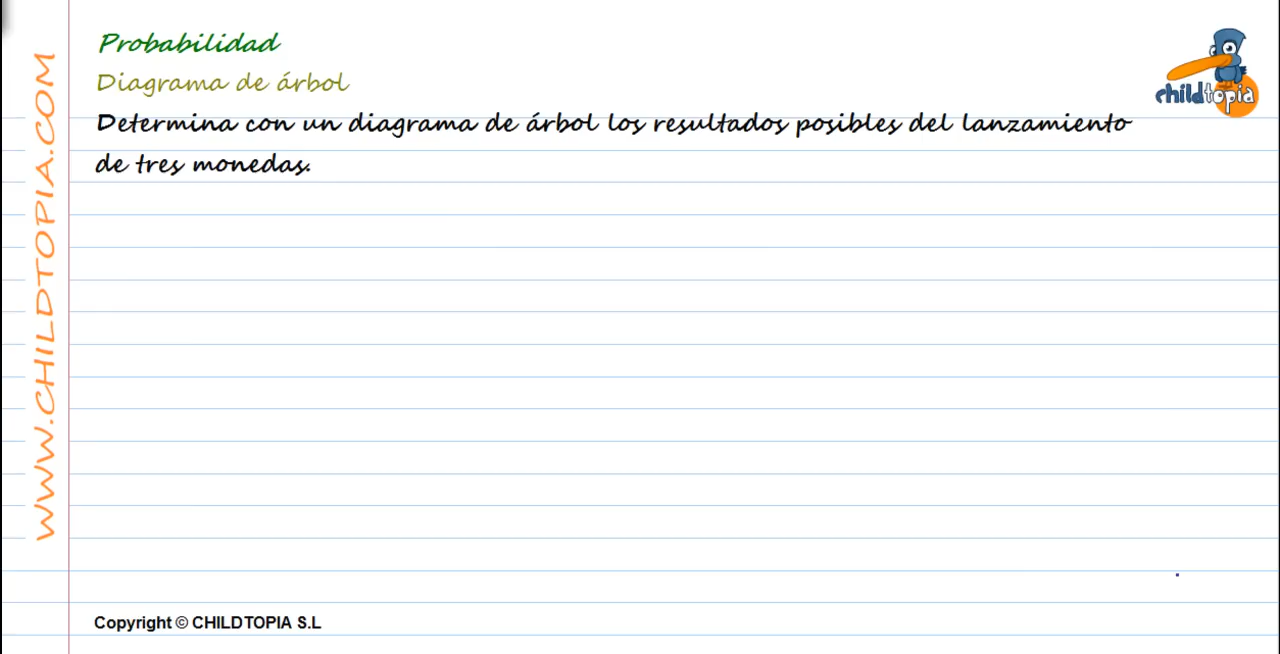 Probabilidad
Diagrama de árbol
Determina con un diagrama de árbol los resultados posibles del lanzamiento
de tres monedas.
childtopia
WWW.CHILDTOPIA.COM
Copyright © CHILDTOPIA S.L